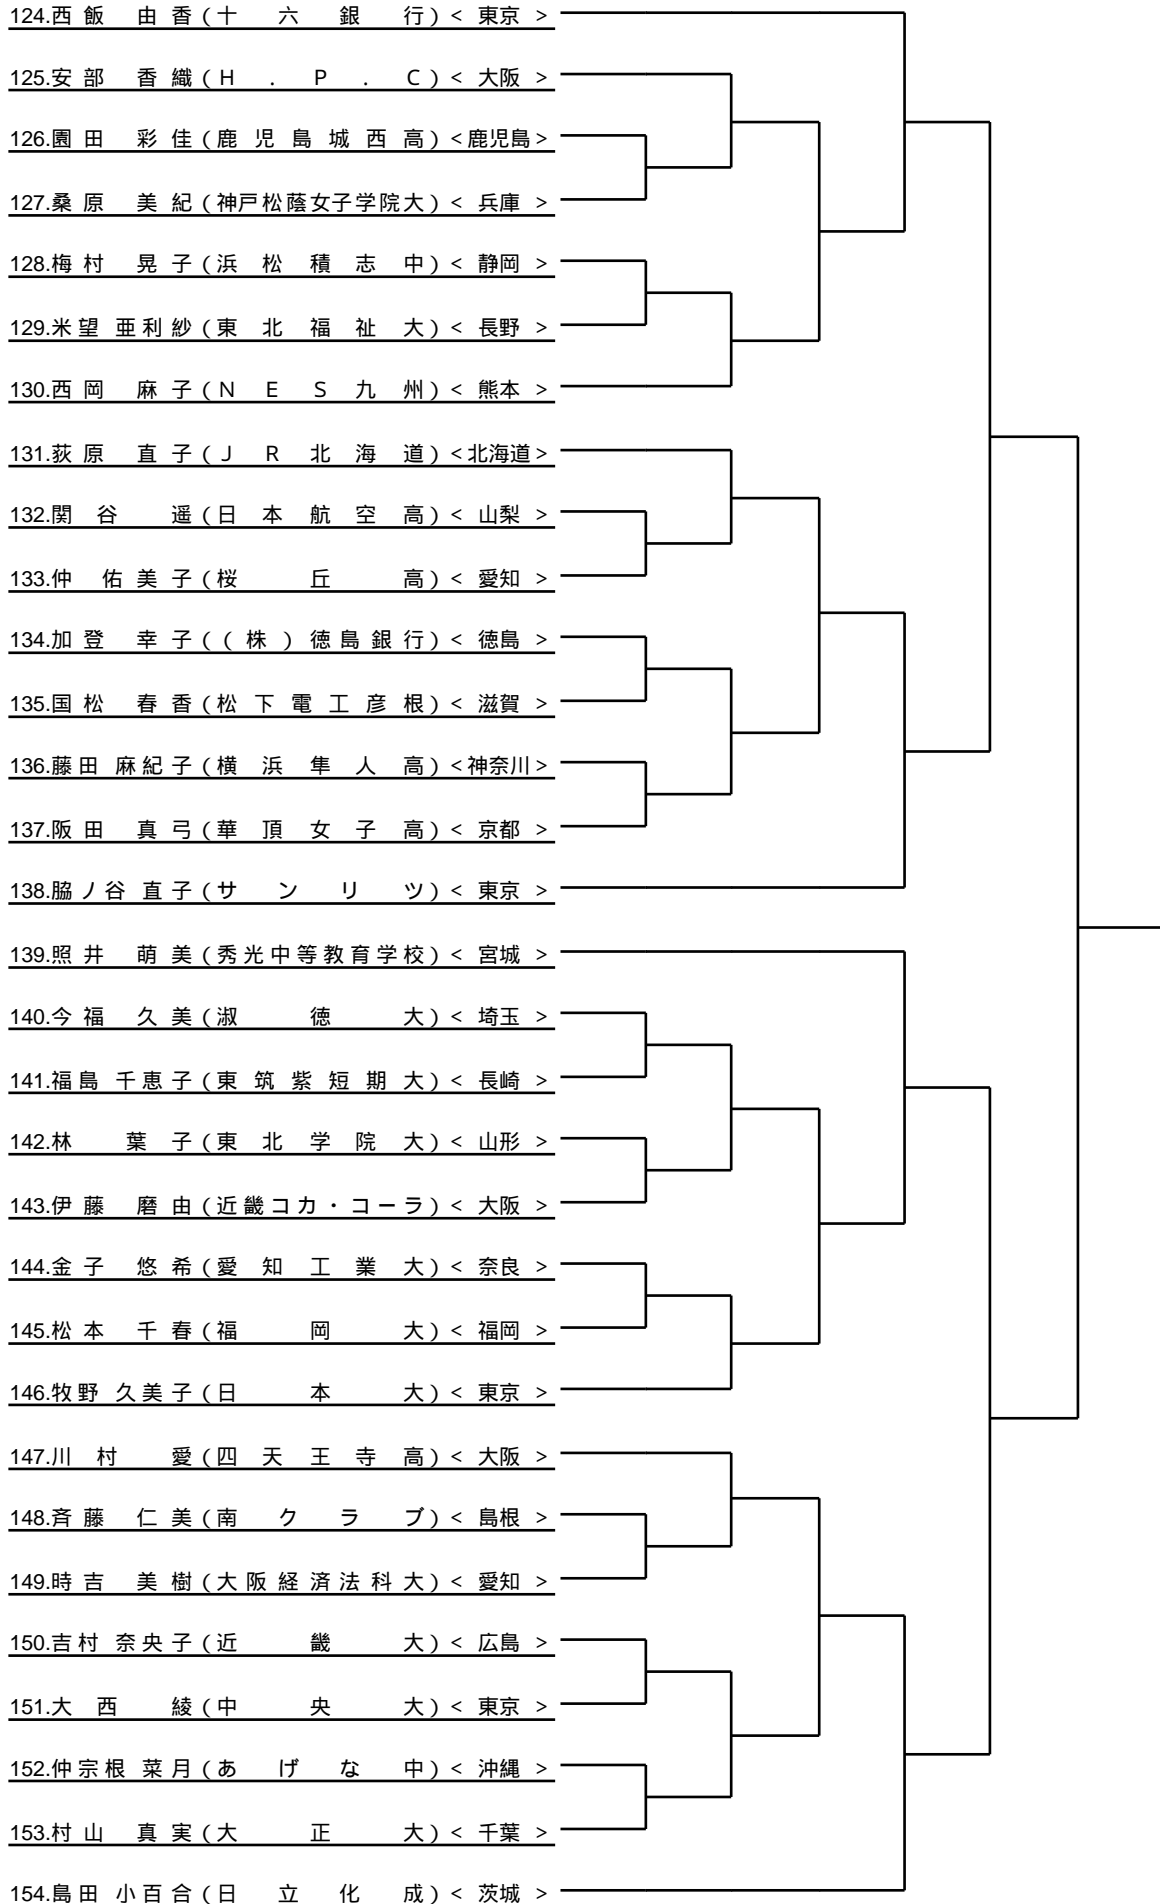 124.西飯 由香(十六銀行)< 東京 >
125.安部 香織(H．P．C)< 大阪 >
126.園田 彩佳(鹿児島城西高)<鹿児島>
127.桑原 美紀(神戸松蔭女子学院大)< 兵庫 >
128.梅村 晃子(浜松積志中)< 静岡 >
129.米望 亜利紗(東北福祉大)< 長野 >
130.西岡 麻子(NES九州)< 熊本 >
131.荻原 直子(JR北海道)<北海道>
132.関谷 遥(日本航空高)< 山梨 >
133.仲 佑美子(桜丘高)< 愛知 >
134.加登 幸子((株)徳島銀行)< 徳島 >
135.国松 春香(松下電工彦根)< 滋賀 >
136.藤田 麻紀子(横浜隼人高)<神奈川>
137.阪田 真弓(華頂女子高)< 京都 >
138.脇ノ谷 直子(サンリツ)< 東京 >
139.照井 萌美(秀光中等教育学校)< 宮城 >
140.今福 久美(淑徳大)< 埼玉 >
141.福島 千恵子(東筑紫短期大)< 長崎 >
142.林 葉子(東北学院大)< 山形 >
143.伊藤 磨由(近畿コカ・コーラ)< 大阪 >
144.金子 悠希(愛知工業大)< 奈良 >
145.松本 千春(福岡大)< 福岡 >
146.牧野 久美子(日本大)< 東京 >
147.川村 愛(四天王寺高)< 大阪 >
148.斉藤 仁美(南クラブ)< 島根 >
149.時吉 美樹(大阪経済法科大)< 愛知 >
150.吉村 奈央子(近畿大)< 広島 >
151.大西 綾(中央大)< 東京 >
152.仲宗根 菜月(あげな中)< 沖縄 >
153.村山 真実(大正大)< 千葉 >
154.島田 小百合(日立化成)< 茨城 >